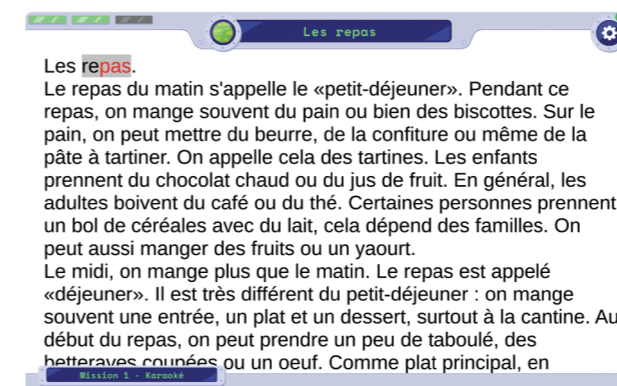 Les repas
Les repas.
Le repas du matin s'appelle le «petit-déjeuner». Pendant ce
repas, on mange souvent du pain ou bien des biscottes. Sur le
pain, on peut mettre du beurre, de la confiture ou même de la
pâte à tartiner. On appelle cela des tartines. Les enfants
prennent du chocolat chaud ou du jus de fruit. En général, les
adultes boivent du café ou du thé. Certaines personnes prennent
un bol de céréales avec du lait, cela dépend des familles. On
peut aussi manger des fruits ou un yaourt.
Le midi, on mange plus que le matin. Le repas est appelé
«déjeuner». Il est très différent du petit-déjeuner : on mange
souvent une entrée, un plat et un dessert, surtout à la cantine. Au
début du repas, on peut prendre un peu de taboulé, des
betteraves coupées ou un oeuf. Comme plat principal, en
Mission 1 - Karaoké